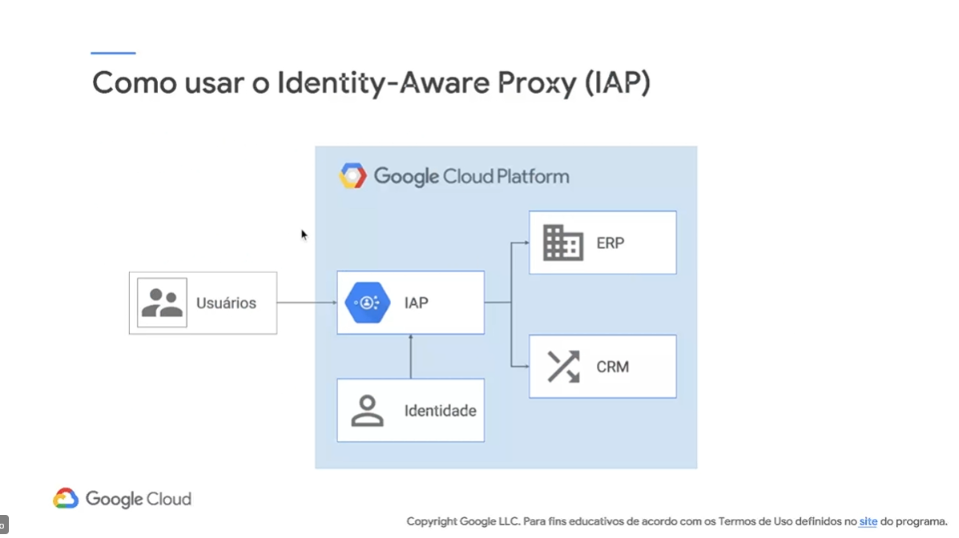 Como usar o Identity-Aware Proxy (IAP)
Google Cloud Platform
ERP
Usuários
IAP
CRM
Identidade
Google Cloud
Copyright Google LLC. Para fins educativos de acordo com os Termos de Uso definidos no site do programa.